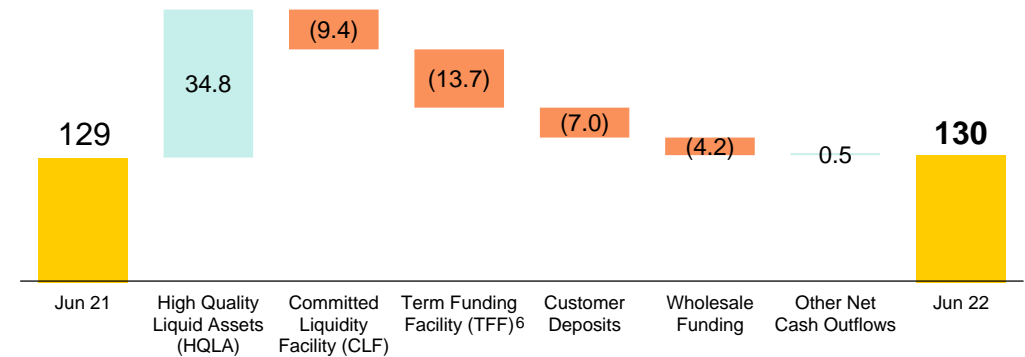 129
34.8
(9.4)
(13.7)
(7.0)
(4.2)
0.5
130
Jun 21
High Quality
Liquid Assets
(HQLA)
Committed
Liquidity
Facility (CLF)
Term Funding
Facility (TFF)6
Customer
Deposits
Wholesale
Funding
Other Net
Cash Outflows
Jun 22